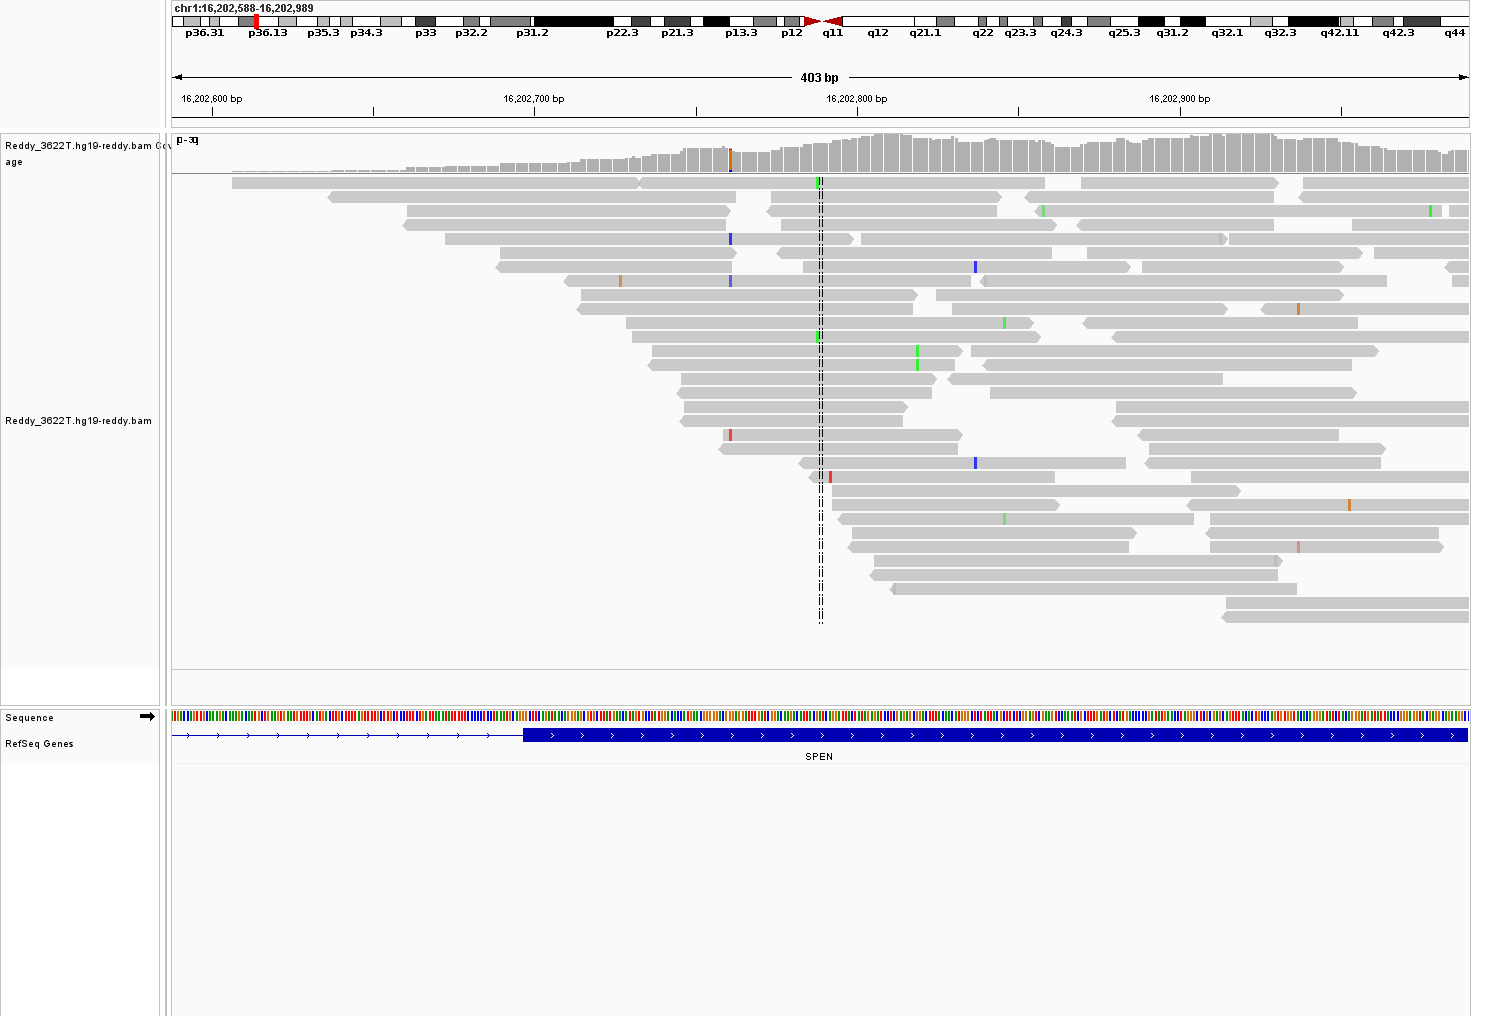 chr1:16,202,588-16,202,989
p36.31 p36.13 p35.3 p34.3 p33 p32.2 p31.2 p22.3 p21.3 p13.3 p12 q11 q12 q21.1 q22 q23.3 q24.3 q25.3 q31.2 q32.1 q32.3 q42.11 q42.3 q44
403 bp
16,202,600 bp 16,202,700 bp 16,202,800 bp 16,202,900 bp
Reddy_3622T.hg19-reddy.bam Cov
age
Reddy_3622T.hg19-reddy.bam
Sequence
RefSeq Genes
SPEN